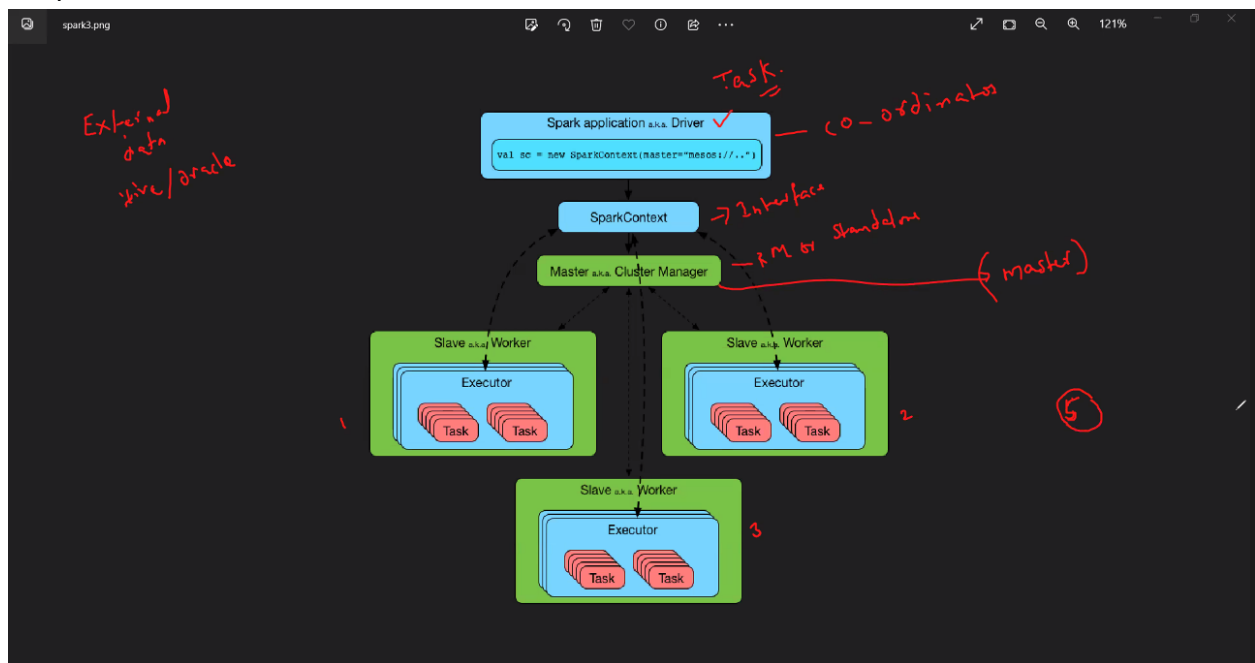 spark3.png
121%
Task.
External
data
Hive/oracle
Spark application a.k.a. Driver
co-ordinator
val sc = new SparkContext(master="mesos://..")
SparkContext
Interface
Master a.k.a. Cluster Manager
RM or Standalone
(master)
Slave a.k.a. Worker
Executor
Task
Task
1
Slave a.k.a. Worker
Executor
Task
Task
2
5
Slave a.k.a. Worker
Executor
Task
Task
3